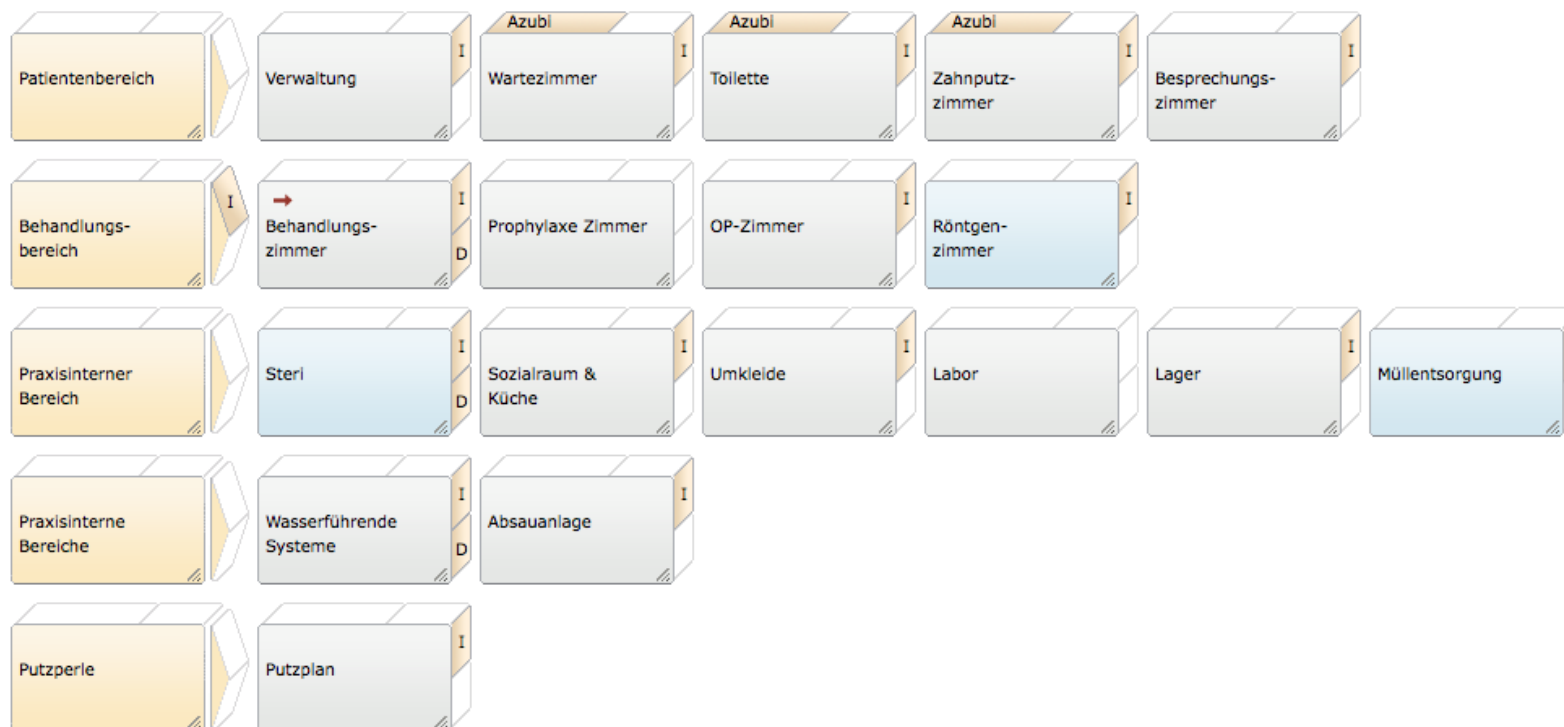 Azubi Azubi Azubi
I I I I I
Patientenbereich Verwaltung Wartezimmer Toilette Zahnputz- Besprechungs-
zimmer zimmer
I I I I
Behandlungs- Behandlungs- Prophylaxe Zimmer OP-Zimmer Röntgen-
bereich zimmer D zimmer
I I I I
Praxisinterner Steri Sozialraum & Umkleide Labor Lager Müllentsorgung
Bereich D Küche
I I
Praxisinterne Wasserführende Absauanlage
Bereiche Systeme D
I
Putzperle Putzplan